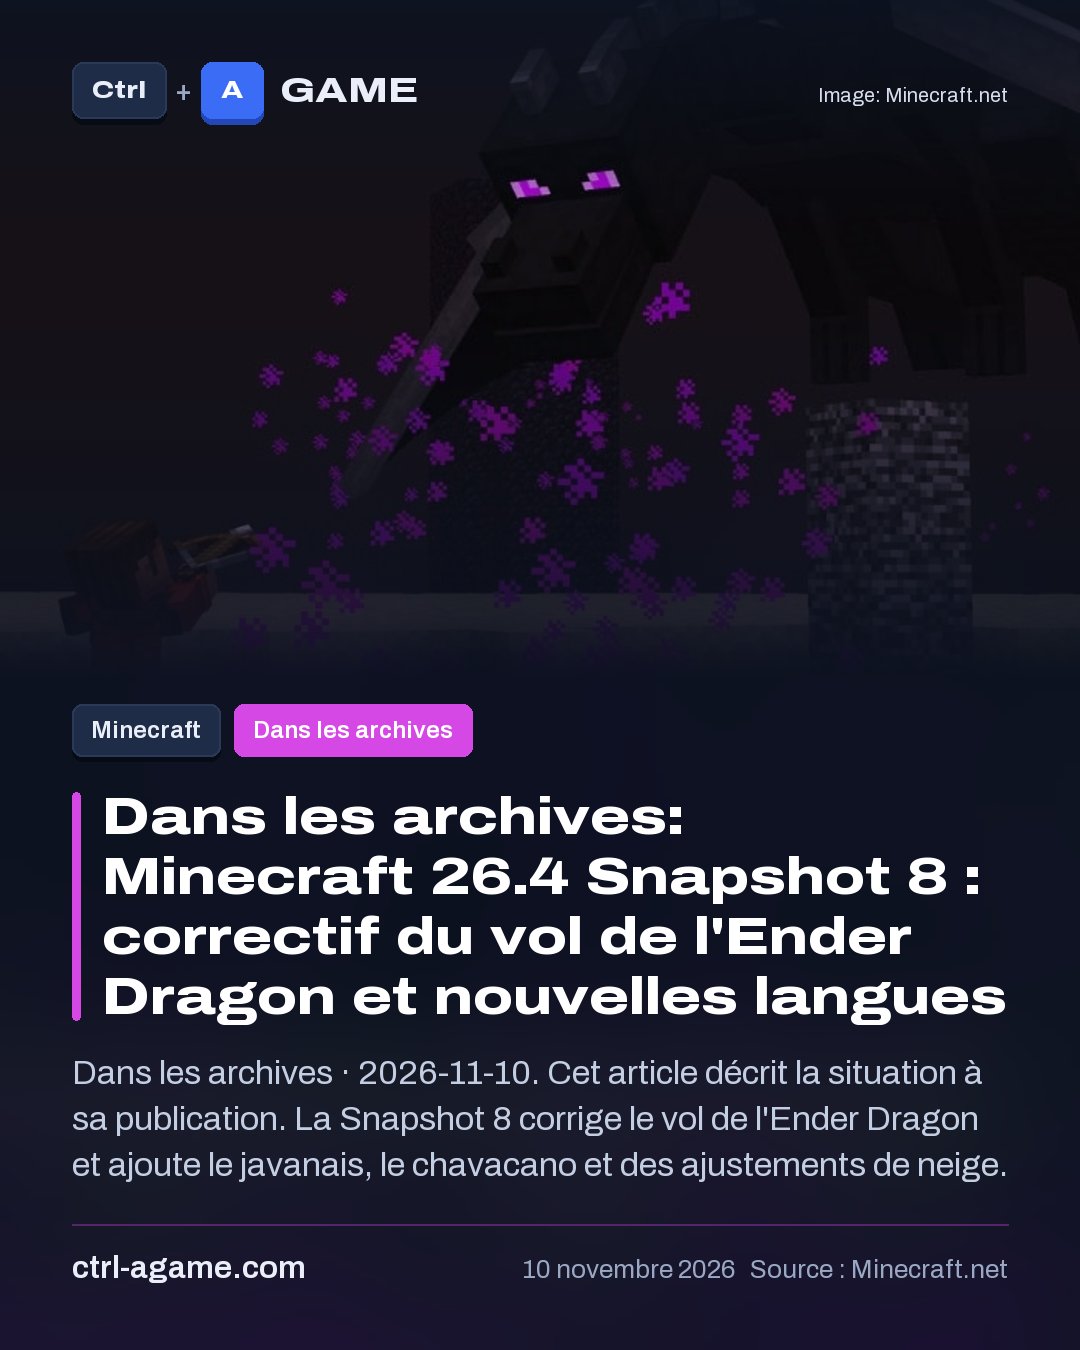 Ctrl + A GAME
Image: Minecraft.net
Minecraft
Dans les archives
Dans les archives:
Minecraft 26.4 Snapshot 8 :
correctif du vol de l'Ender
Dragon et nouvelles langues
Dans les archives · 2026-11-10. Cet article décrit la situation à
sa publication. La Snapshot 8 corrige le vol de l'Ender Dragon
et ajoute le javanais, le chavacano et des ajustements de neige.
ctrl-agame.com
10 novembre 2026 Source : Minecraft.net